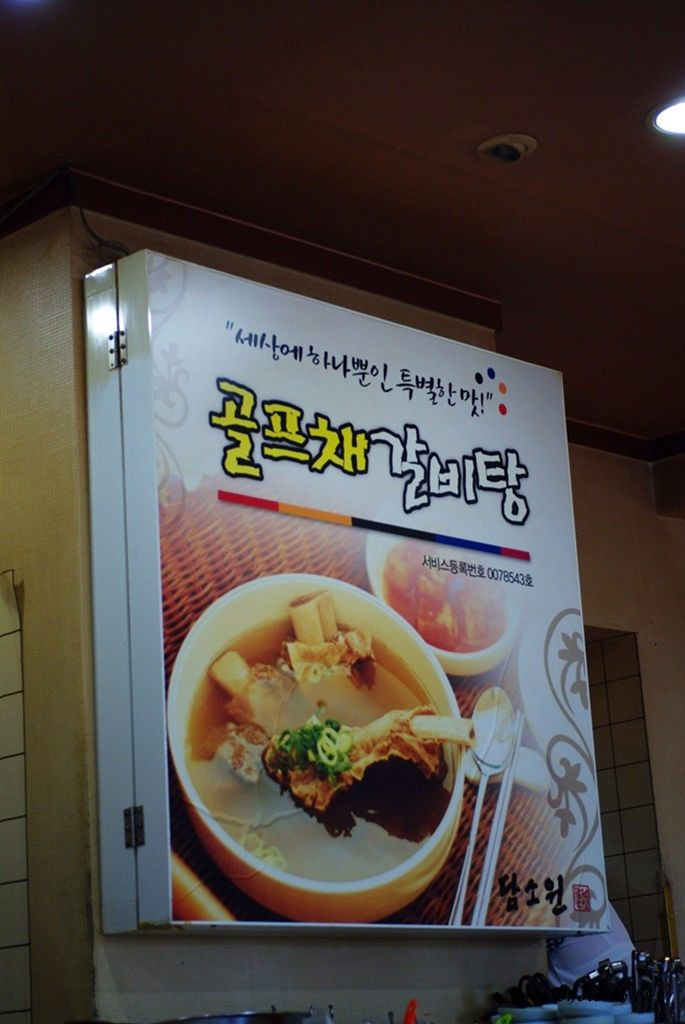 "세상에 하나뿐인 특별한 맛!"
골프채갈비탕
서비스등록번호 0078543호
담소원